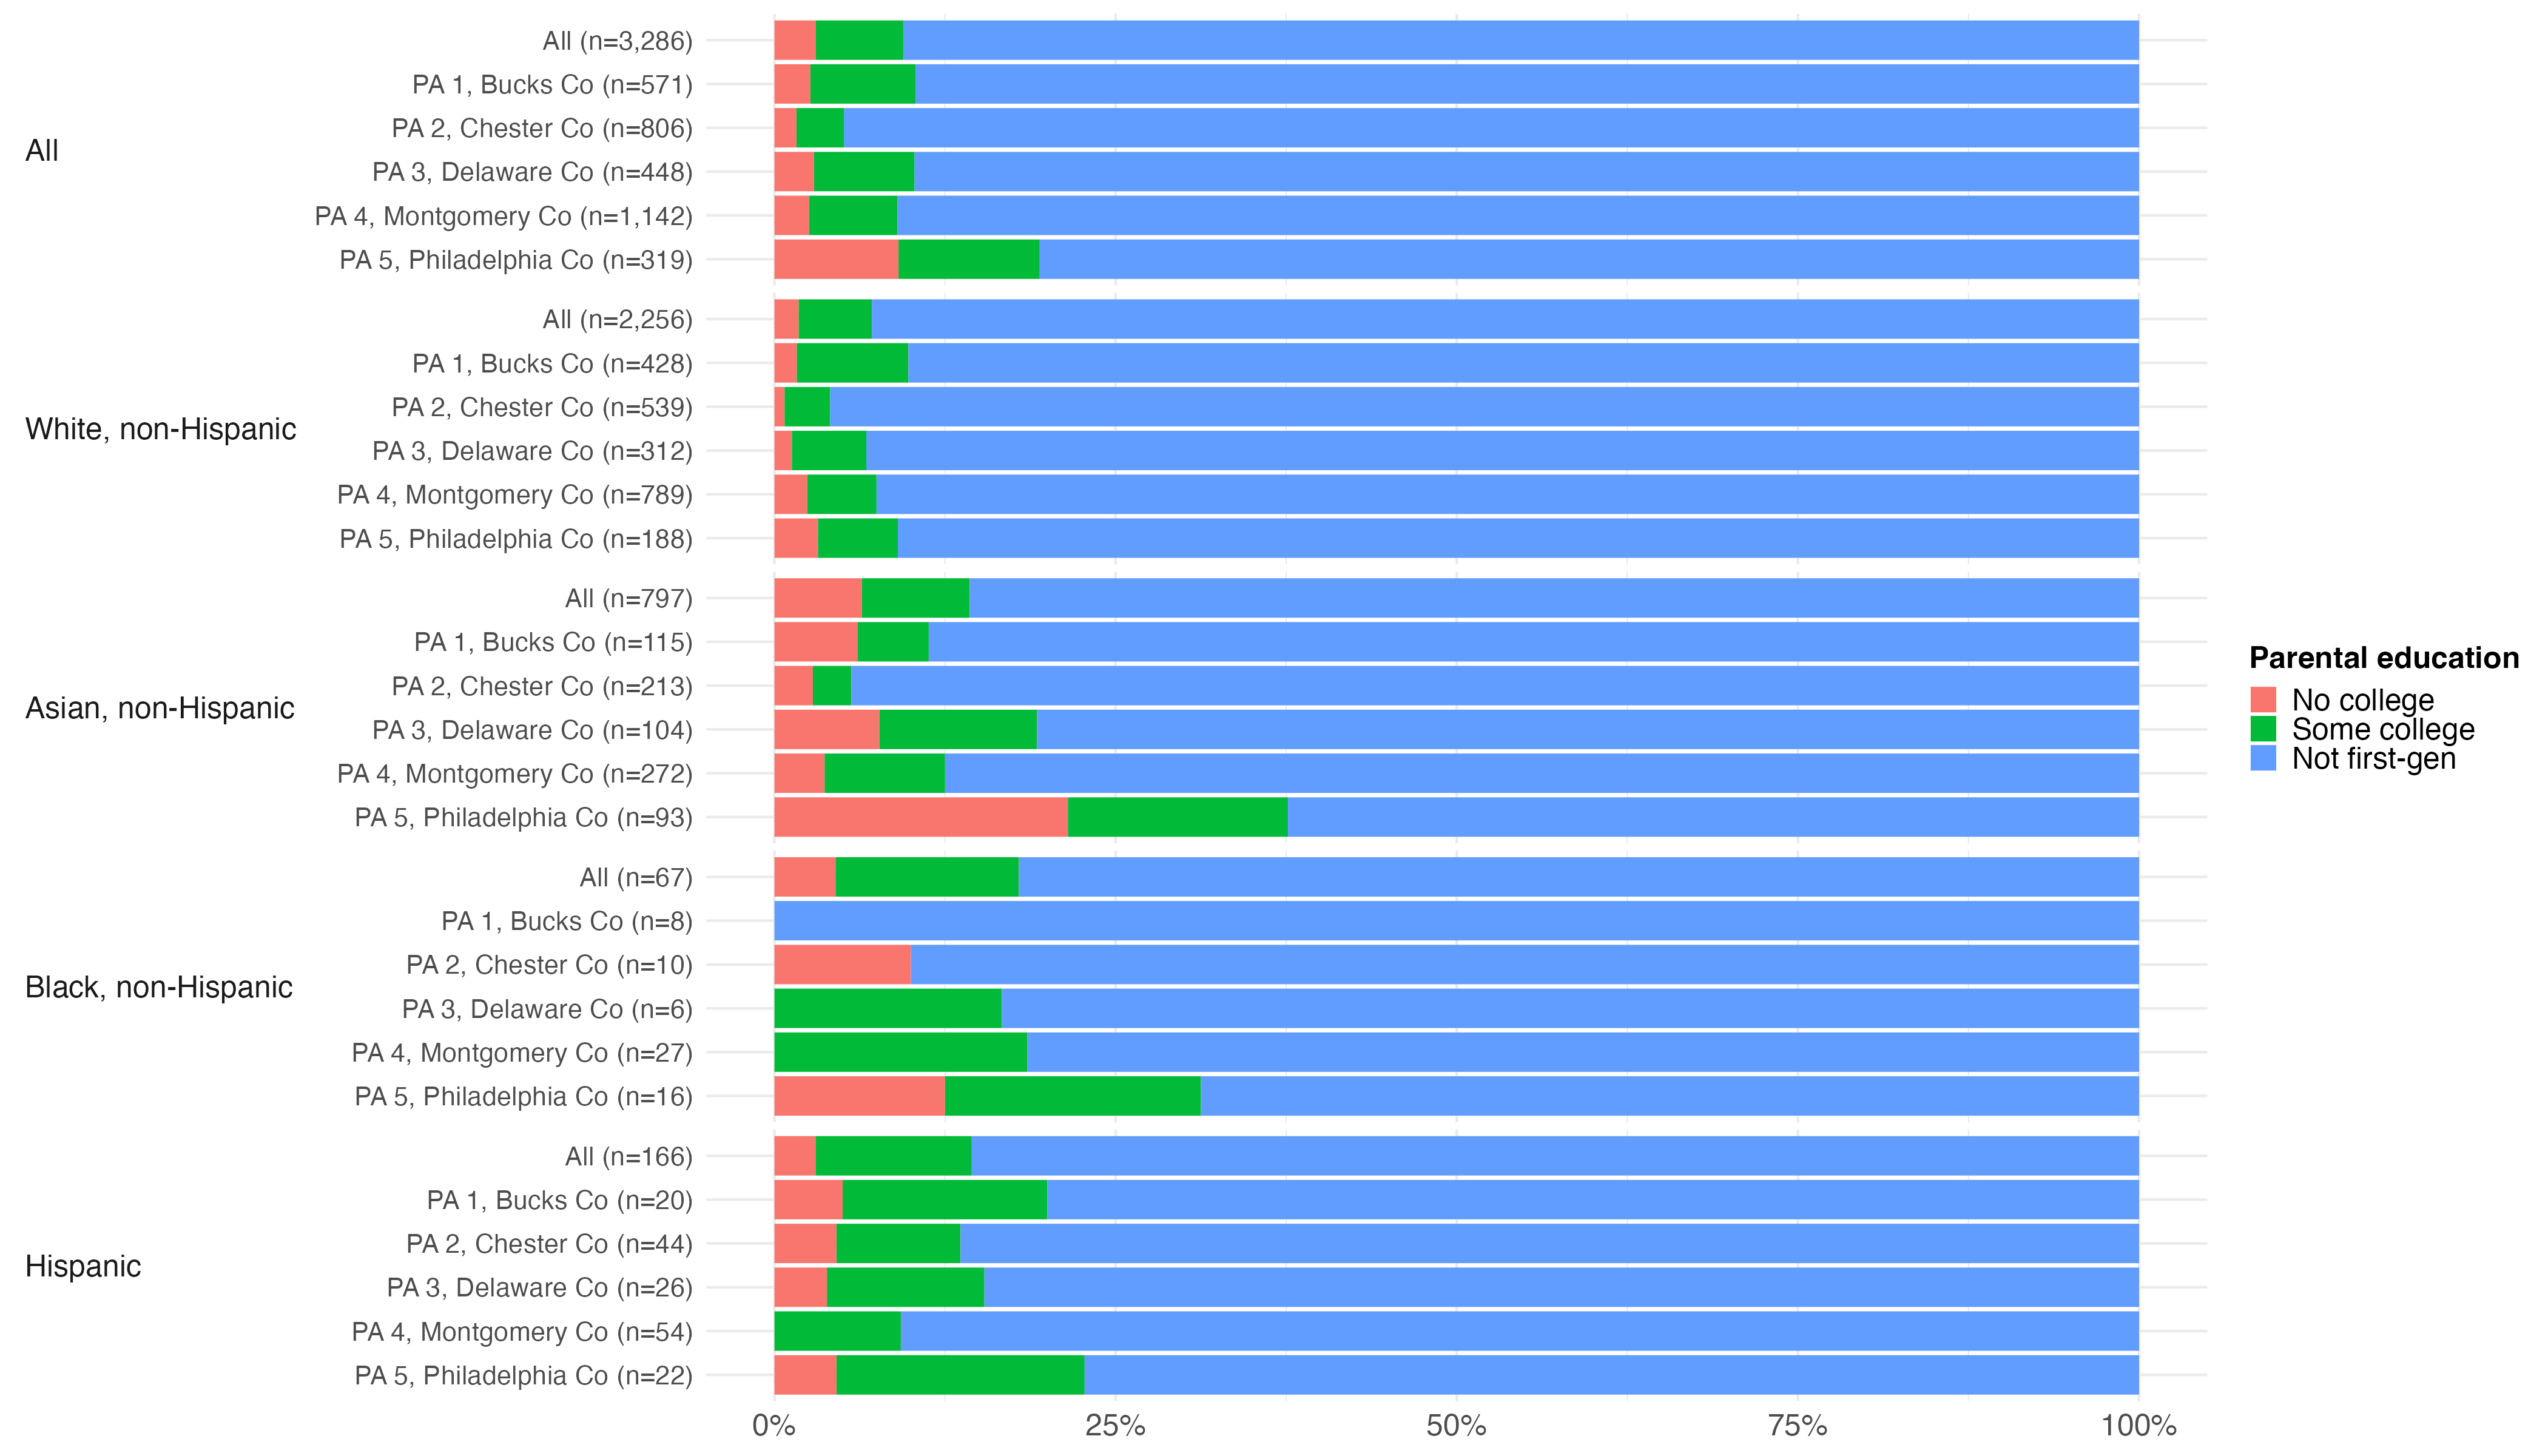 All
All (n=3,286)
PA 1, Bucks Co (n=571)
PA 2, Chester Co (n=806)
PA 3, Delaware Co (n=448)
PA 4, Montgomery Co (n=1,142)
PA 5, Philadelphia Co (n=319)
White, non-Hispanic
All (n=2,256)
PA 1, Bucks Co (n=428)
PA 2, Chester Co (n=539)
PA 3, Delaware Co (n=312)
PA 4, Montgomery Co (n=789)
PA 5, Philadelphia Co (n=188)
Asian, non-Hispanic
All (n=797)
PA 1, Bucks Co (n=115)
PA 2, Chester Co (n=213)
PA 3, Delaware Co (n=104)
PA 4, Montgomery Co (n=272)
PA 5, Philadelphia Co (n=93)
Black, non-Hispanic
All (n=67)
PA 1, Bucks Co (n=8)
PA 2, Chester Co (n=10)
PA 3, Delaware Co (n=6)
PA 4, Montgomery Co (n=27)
PA 5, Philadelphia Co (n=16)
Hispanic
All (n=166)
PA 1, Bucks Co (n=20)
PA 2, Chester Co (n=44)
PA 3, Delaware Co (n=26)
PA 4, Montgomery Co (n=54)
PA 5, Philadelphia Co (n=22)
0% 25% 50% 75% 100%
Parental education
No college
Some college
Not first-gen